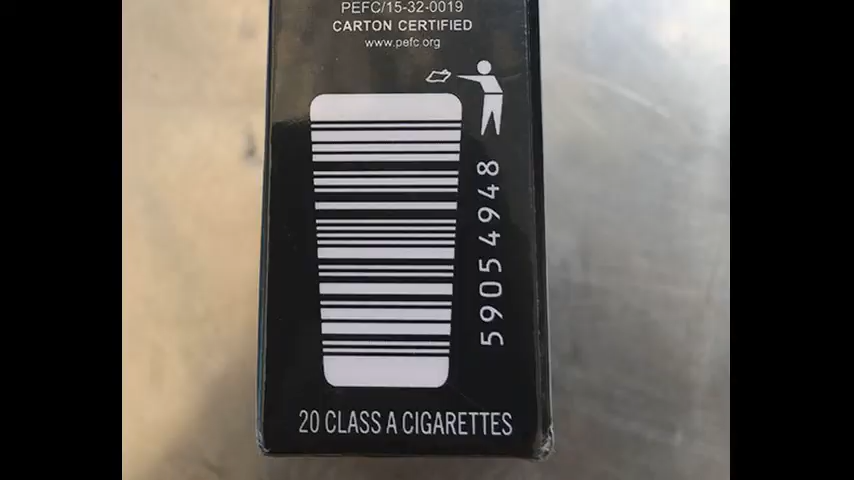 PEFC/15-32-0019
CARTON CERTIFIED
www.pefc.org
59054948
20 CLASS A CIGARETTES